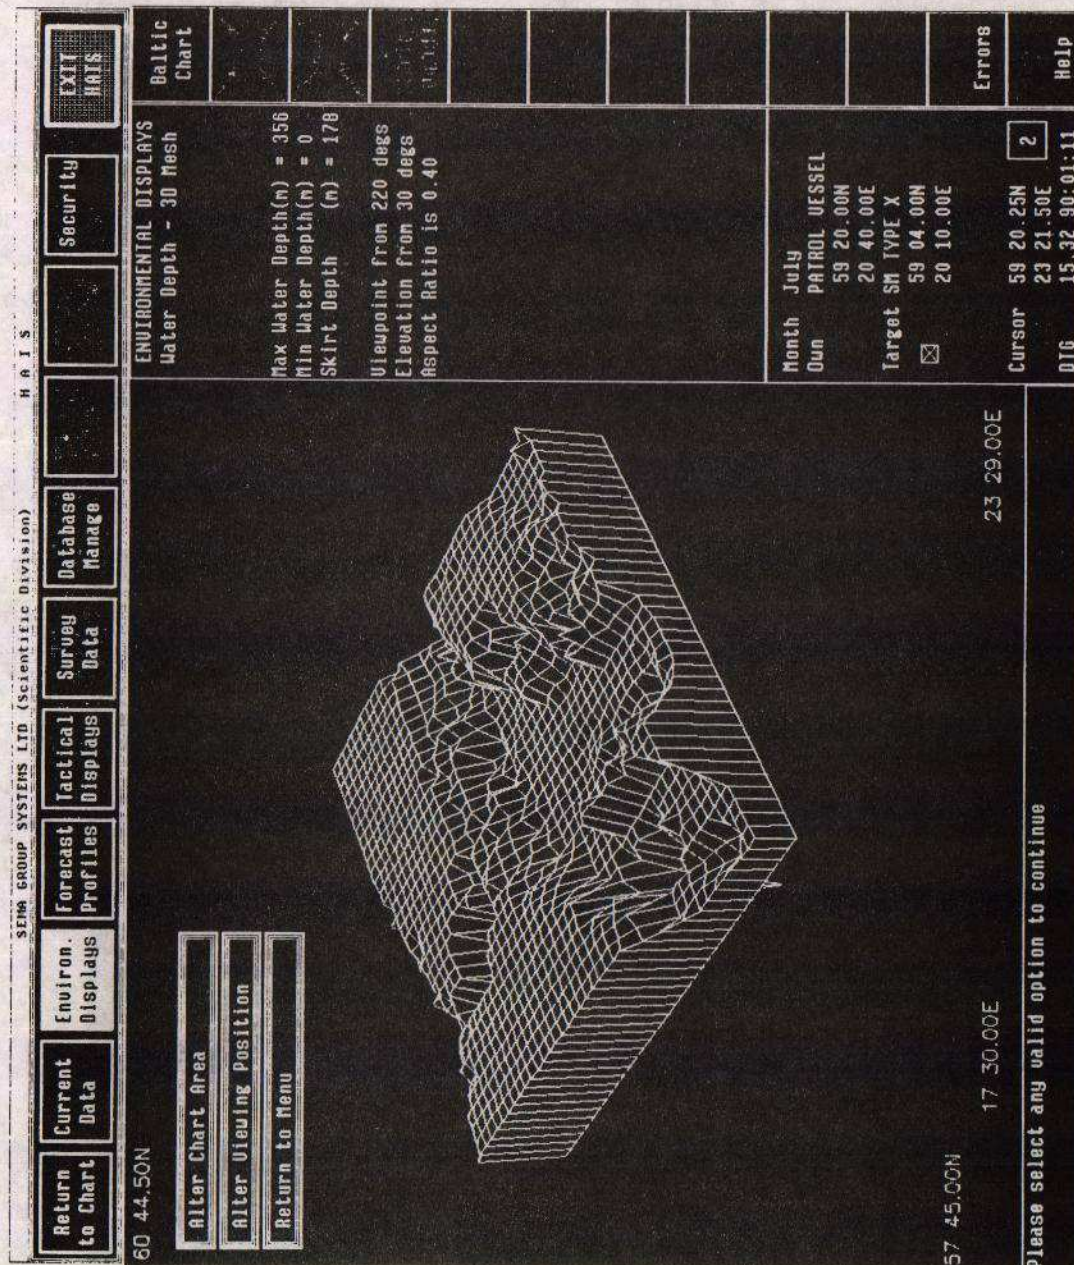 SEMA GROUP SYSTEMS LTD (Scientific Division) H A I S
Return
to Chart
Current
Data
Environ.
Displays
Forecast
Profiles
Tactical
Displays
Survey
Data
Database
Manage
Security
EXIT
HAIS
60 44.50N
Alter Chart Area
Alter Viewing Position
Return to Menu
57 45.00N
17 30.00E
23 29.00E
ENVIRONMENTAL DISPLAYS
Water Depth - 3D Mesh
Max Water Depth(m) = 356
Min Water Depth(m) = 0
Skirt Depth (m) = 178
Viewpoint from 220 degs
Elevation from 30 degs
Aspect Ratio is 0.40
Month July
Own PATROL VESSEL
59 20.00N
20 40.00E
Target SM TYPE X
59 04.00N
20 10.00E
Cursor 59 20.25N
23 21.50E
2
DTG 15.32 90:01:11
Baltic
Chart
Errors
Help
Please select any valid option to continue